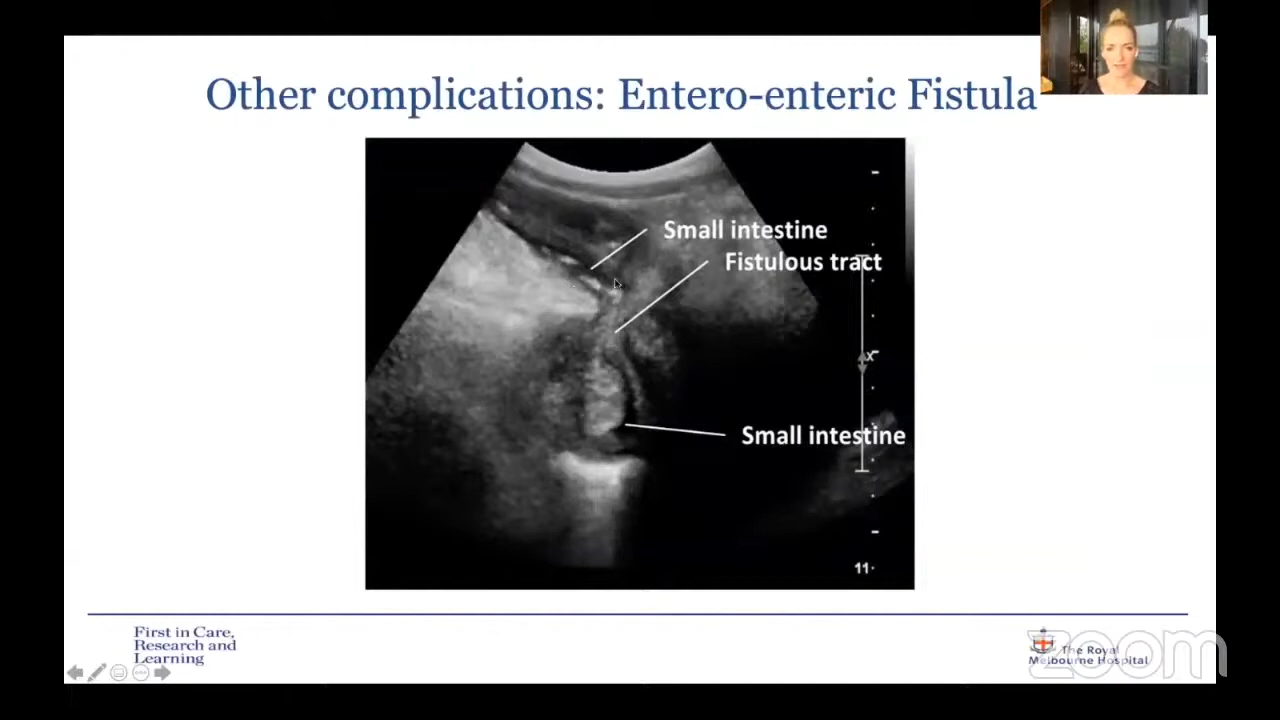 Other complications: Entero-enteric Fistula
Small intestine
Fistulous tract
x
Small intestine
11
First in Care,
Research and
Learning
The Royal
Melbourne Hospital
zoom